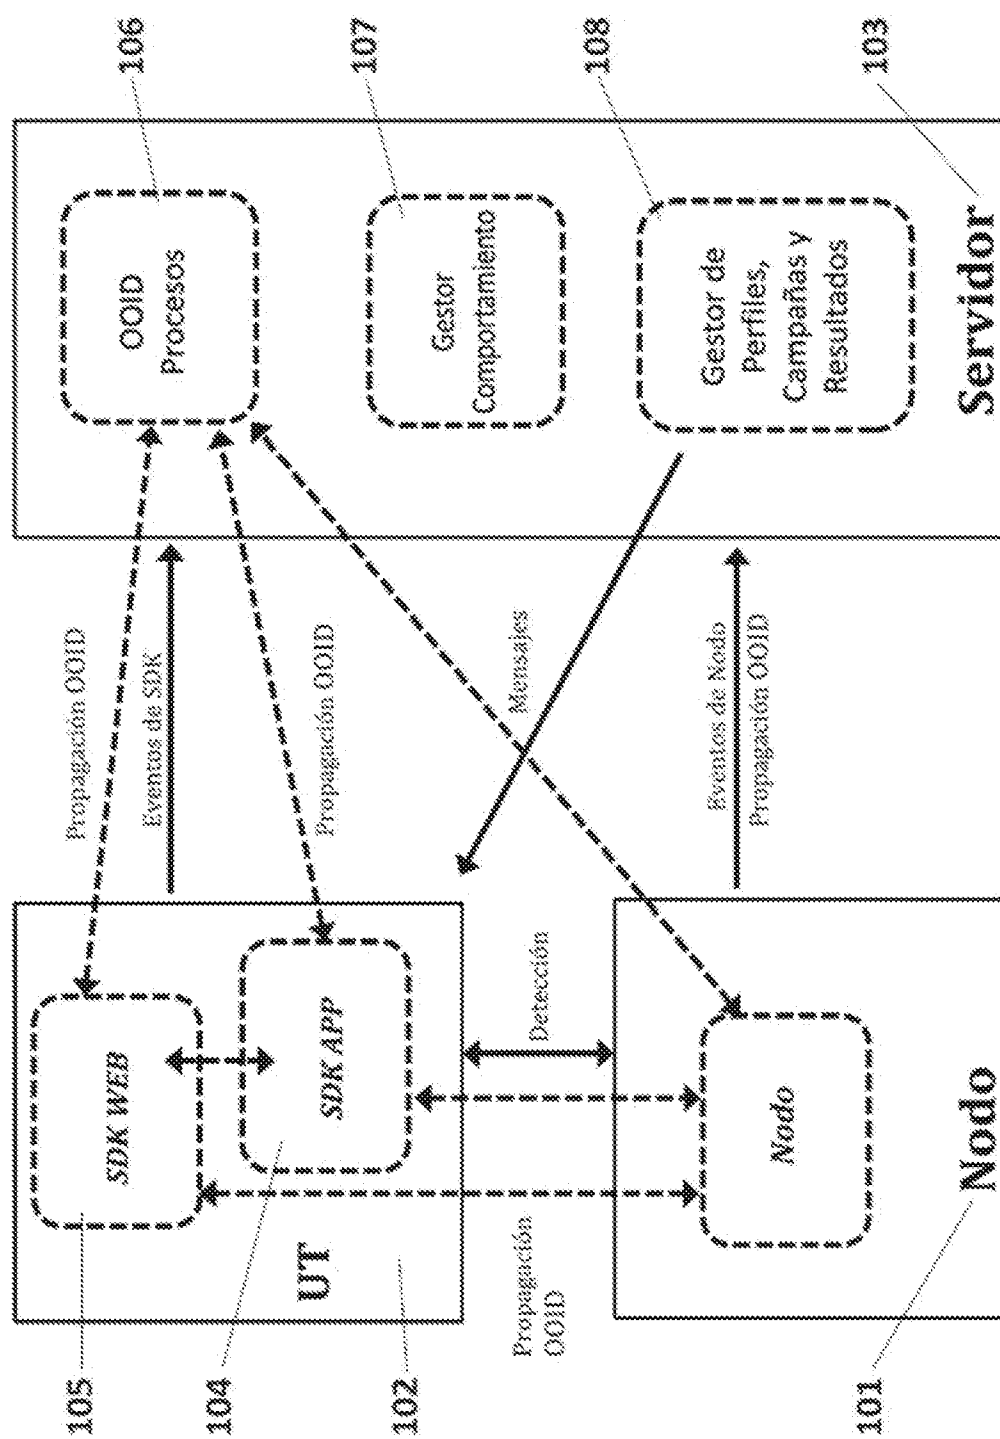 105
104
102
101
SDK WEB
SDK APP
UT
Propagación
OOID
Detección
Nodo
Nodo
Propagación OOID
Eventos de SDK
Propagación OOID
Mensajes
Eventos de Nodo
Propagación OOID
OOID
Procesos
Gestor
Comportamiento
Gestor de
Perfiles,
Campañas y
Resultados
Servidor
106
107
108
103